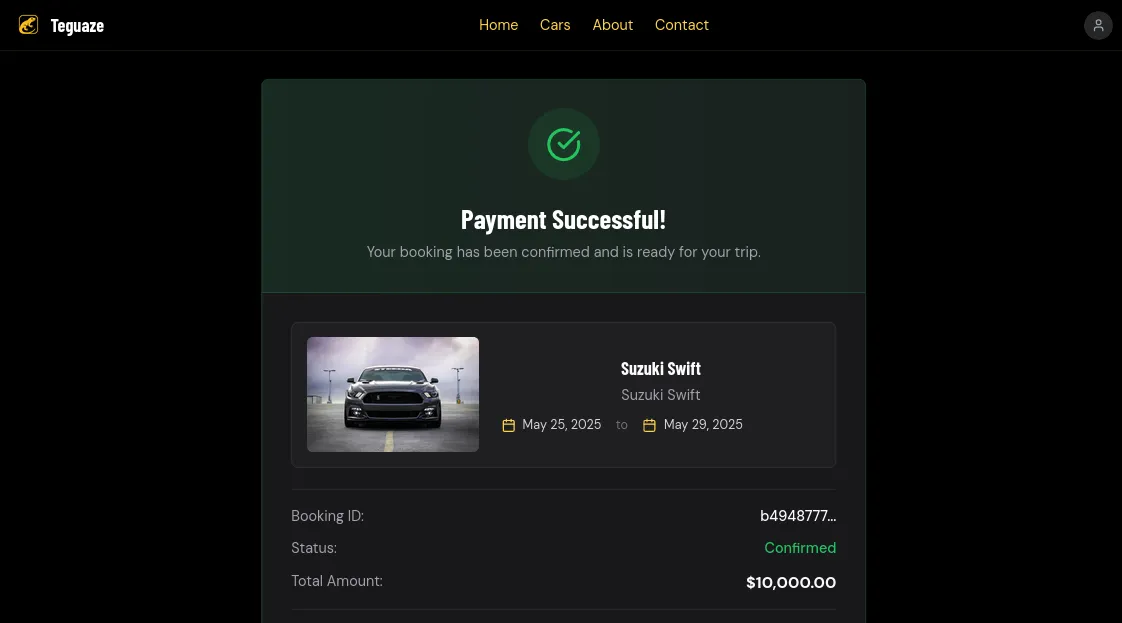 Teguaze
Home Cars About Contact
Payment Successful!
Your booking has been confirmed and is ready for your trip.
Suzuki Swift
Suzuki Swift
May 25, 2025 to May 29, 2025
Booking ID: b4948777...
Status: Confirmed
Total Amount: $10,000.00